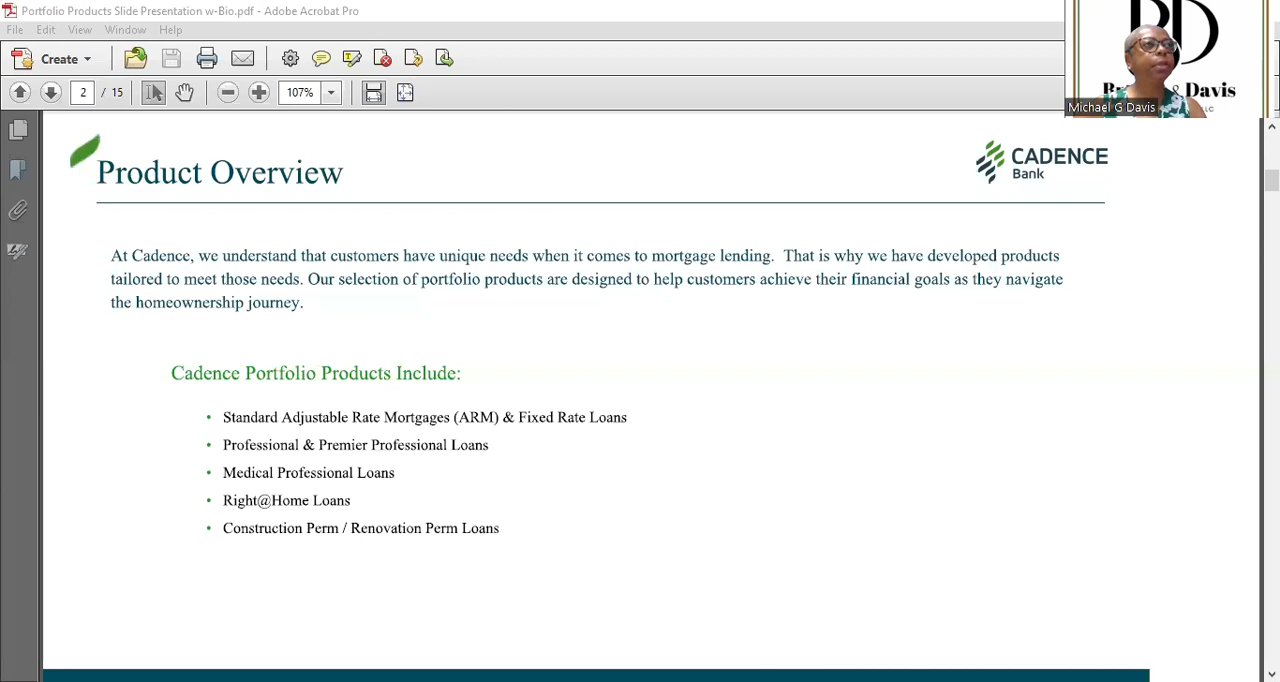 Portfolio Products Slide Presentation w-Bio.pdf - Adobe Acrobat Pro
File Edit View Window Help
Create
2 / 15 107%
D
& Davis
LLC
Michael G Davis
Product Overview
CADENCE
Bank
At Cadence, we understand that customers have unique needs when it comes to mortgage lending. That is why we have developed products
tailored to meet those needs. Our selection of portfolio products are designed to help customers achieve their financial goals as they navigate
the homeownership journey.
Cadence Portfolio Products Include:
• Standard Adjustable Rate Mortgages (ARM) & Fixed Rate Loans
• Professional & Premier Professional Loans
• Medical Professional Loans
• Right@Home Loans
• Construction Perm / Renovation Perm Loans